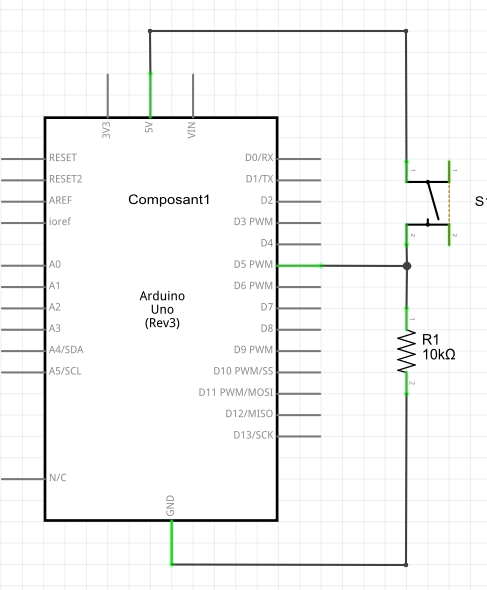 3V3
5V
VIN
RESET
RESET2
AREF
ioref
A0
A1
A2
A3
A4/SDA
A5/SCL
N/C
D0/RX
D1/TX
D2
D3 PWM
D4
D5 PWM
D6 PWM
D7
D8
D9 PWM
D10 PWM/SS
D11 PWM/MOSI
D12/MISO
D13/SCK
GND
Composant1
Arduino
Uno
(Rev3)
1
1
S1
2
2
1
R1
10kΩ
2